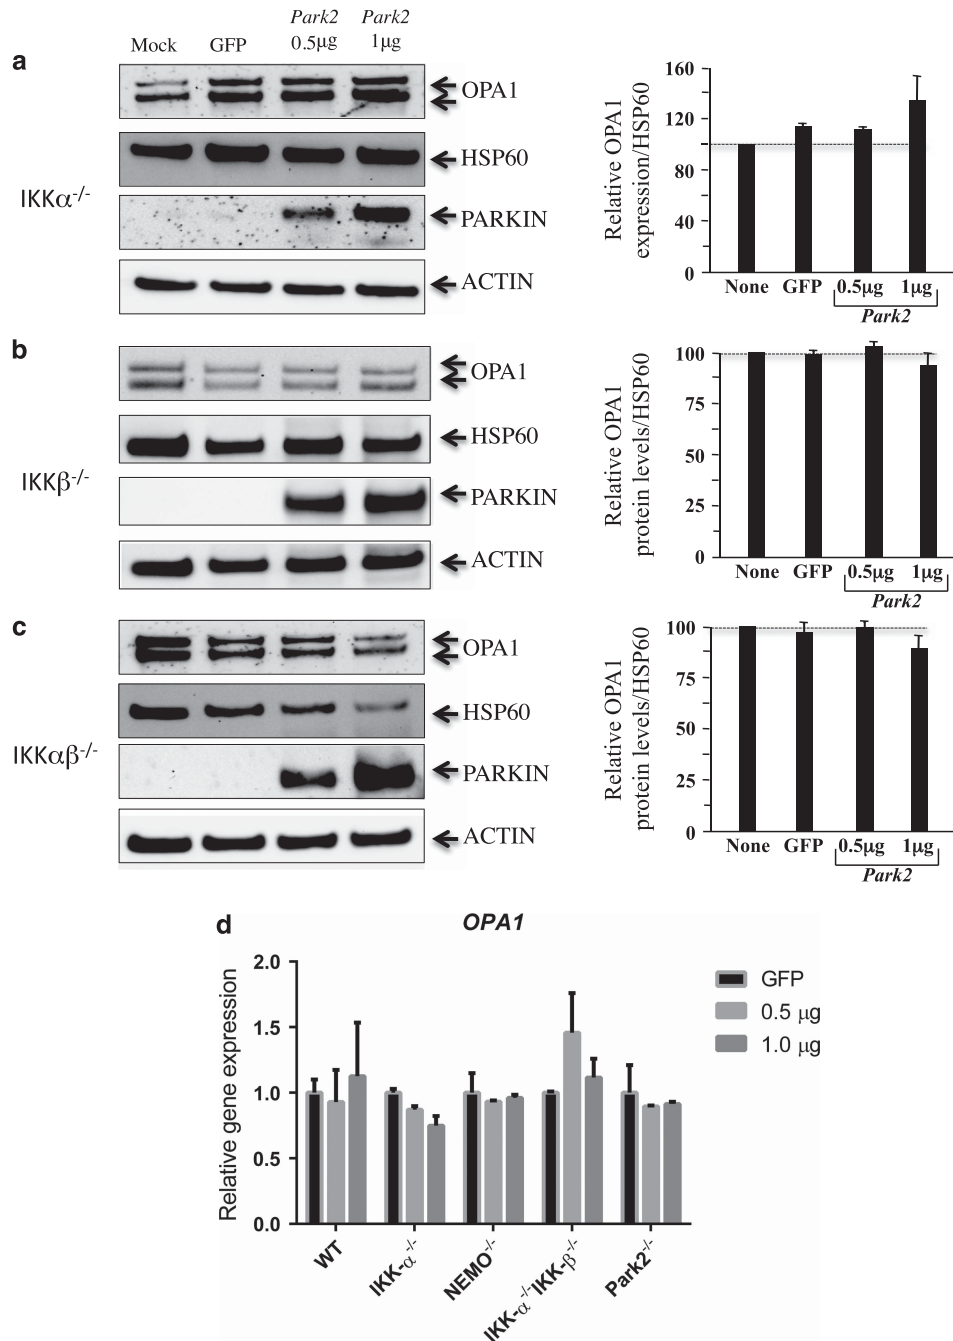 Mock GFP Park2 0.5µg Park2 1µg
a
IKKα-/-
OPA1
HSP60
PARKIN
ACTIN
Relative OPA1
expression/HSP60
160
120
80
40
0
None GFP 0.5µg 1µg
Park2
b
IKKβ-/-
OPA1
HSP60
PARKIN
ACTIN
Relative OPA1
protein levels/HSP60
100
75
50
25
0
None GFP 0.5µg 1µg
Park2
c
IKKαβ-/-
OPA1
HSP60
PARKIN
ACTIN
Relative OPA1
protein levels/HSP60
100
75
50
25
0
None GFP 0.5µg 1µg
Park2
d
OPA1
Relative gene expression
2.0
1.5
1.0
0.5
0.0
WT IKK-α-/- NEMO-/- IKK-α-/-IKK-β-/- Park2-/-
GFP
0.5 µg
1.0 µg